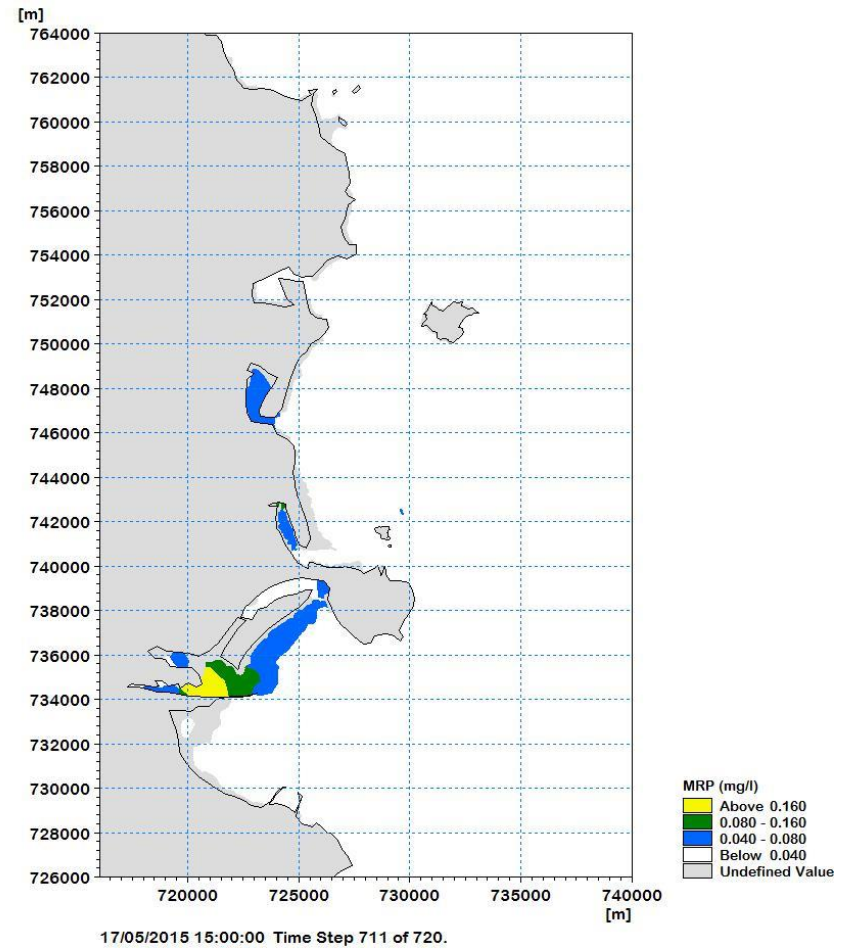 [m]
764000
762000
760000
758000
756000
754000
752000
750000
748000
746000
744000
742000
740000
738000
736000
734000
732000
730000
728000
726000
720000 725000 730000 735000 740000
[m]
MRP (mg/l)
Above 0.160
0.080 - 0.160
0.040 - 0.080
Below 0.040
Undefined Value
17/05/2015 15:00:00 Time Step 711 of 720.